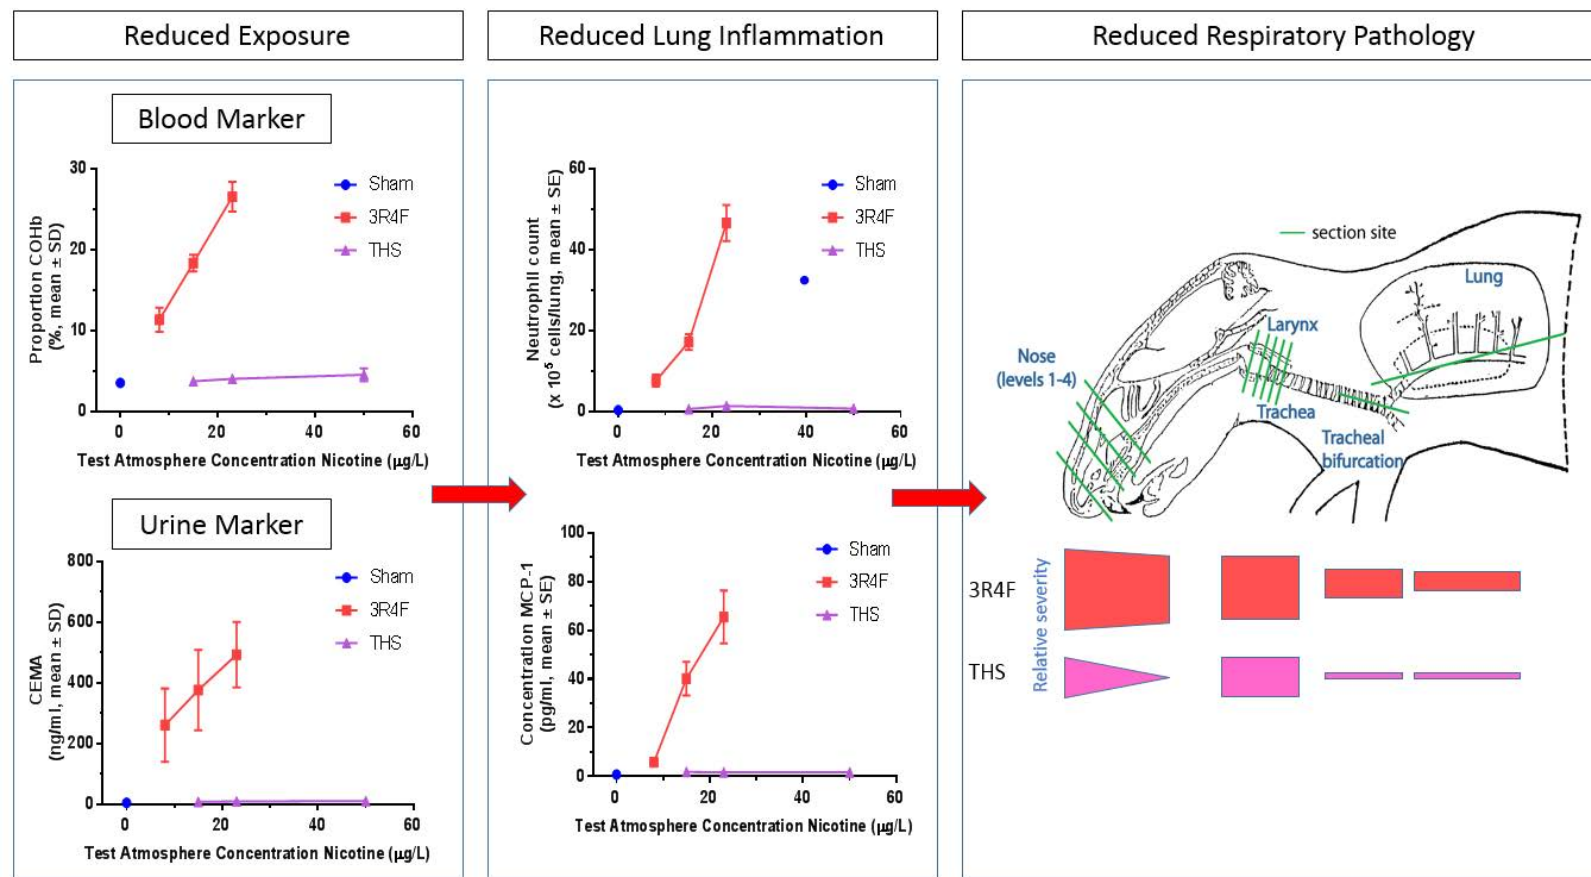 Reduced Exposure
Reduced Lung Inflammation
Reduced Respiratory Pathology
Blood Marker
Proportion COHb
(%, mean ± SD)
30
20
10
0
Sham
3R4F
THS
0 20 40 60
Test Atmosphere Concentration Nicotine (µg/L)
Urine Marker
CEMA
(ng/ml, mean ± SD)
800
600
400
200
0
Sham
3R4F
THS
0 20 40 60
Test Atmosphere Concentration Nicotine (µg/L)
Neutrophil count
(x 10⁵ cells/lung, mean ± SE)
60
40
20
0
Sham
3R4F
THS
0 20 40 60
Test Atmosphere Concentration Nicotine (µg/L)
Concentration MCP-1
(pg/ml, mean ± SE)
100
80
60
40
20
0
Sham
3R4F
THS
0 20 40 60
Test Atmosphere Concentration Nicotine (µg/L)
section site
Lung
Larynx
Nose
(levels 1-4)
Trachea
Tracheal
bifurcation
Relative severity
3R4F
THS